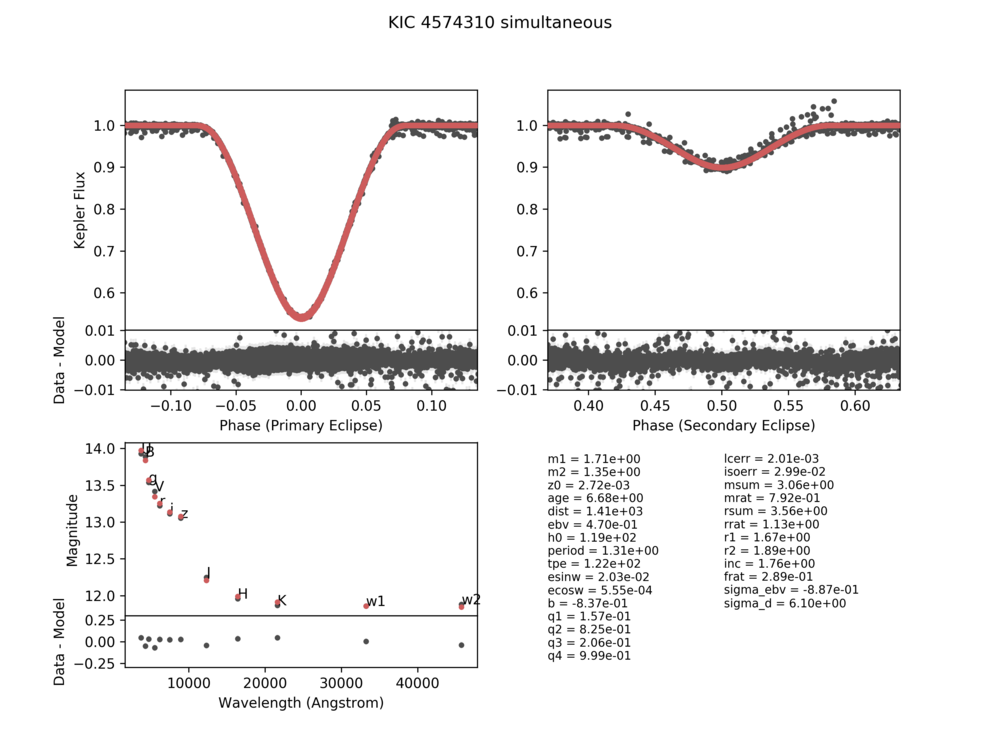 KIC 4574310 simultaneous
1.0
0.9
0.8
0.7
0.6
Kepler Flux
0.01
0.00
−0.01
Data - Model
−0.10 −0.05 0.00 0.05 0.10
Phase (Primary Eclipse)
1.0
0.9
0.8
0.7
0.6
0.01
0.00
−0.01
0.40 0.45 0.50 0.55 0.60
Phase (Secondary Eclipse)
14.0
13.5
13.0
12.5
12.0
Magnitude
B
g
V
r
i
z
J
H
K
w1
w2
0.25
0.00
−0.25
Data - Model
10000 20000 30000 40000
Wavelength (Angstrom)
m1 = 1.71e+00
m2 = 1.35e+00
z0 = 2.72e-03
age = 6.68e+00
dist = 1.41e+03
ebv = 4.70e-01
h0 = 1.19e+02
period = 1.31e+00
tpe = 1.22e+02
esinw = 2.03e-02
ecosw = 5.55e-04
b = -8.37e-01
q1 = 1.57e-01
q2 = 8.25e-01
q3 = 2.06e-01
q4 = 9.99e-01
lcerr = 2.01e-03
isoerr = 2.99e-02
msum = 3.06e+00
mrat = 7.92e-01
rsum = 3.56e+00
rrat = 1.13e+00
r1 = 1.67e+00
r2 = 1.89e+00
inc = 1.76e+00
frat = 2.89e-01
sigma_ebv = -8.87e-01
sigma_d = 6.10e+00